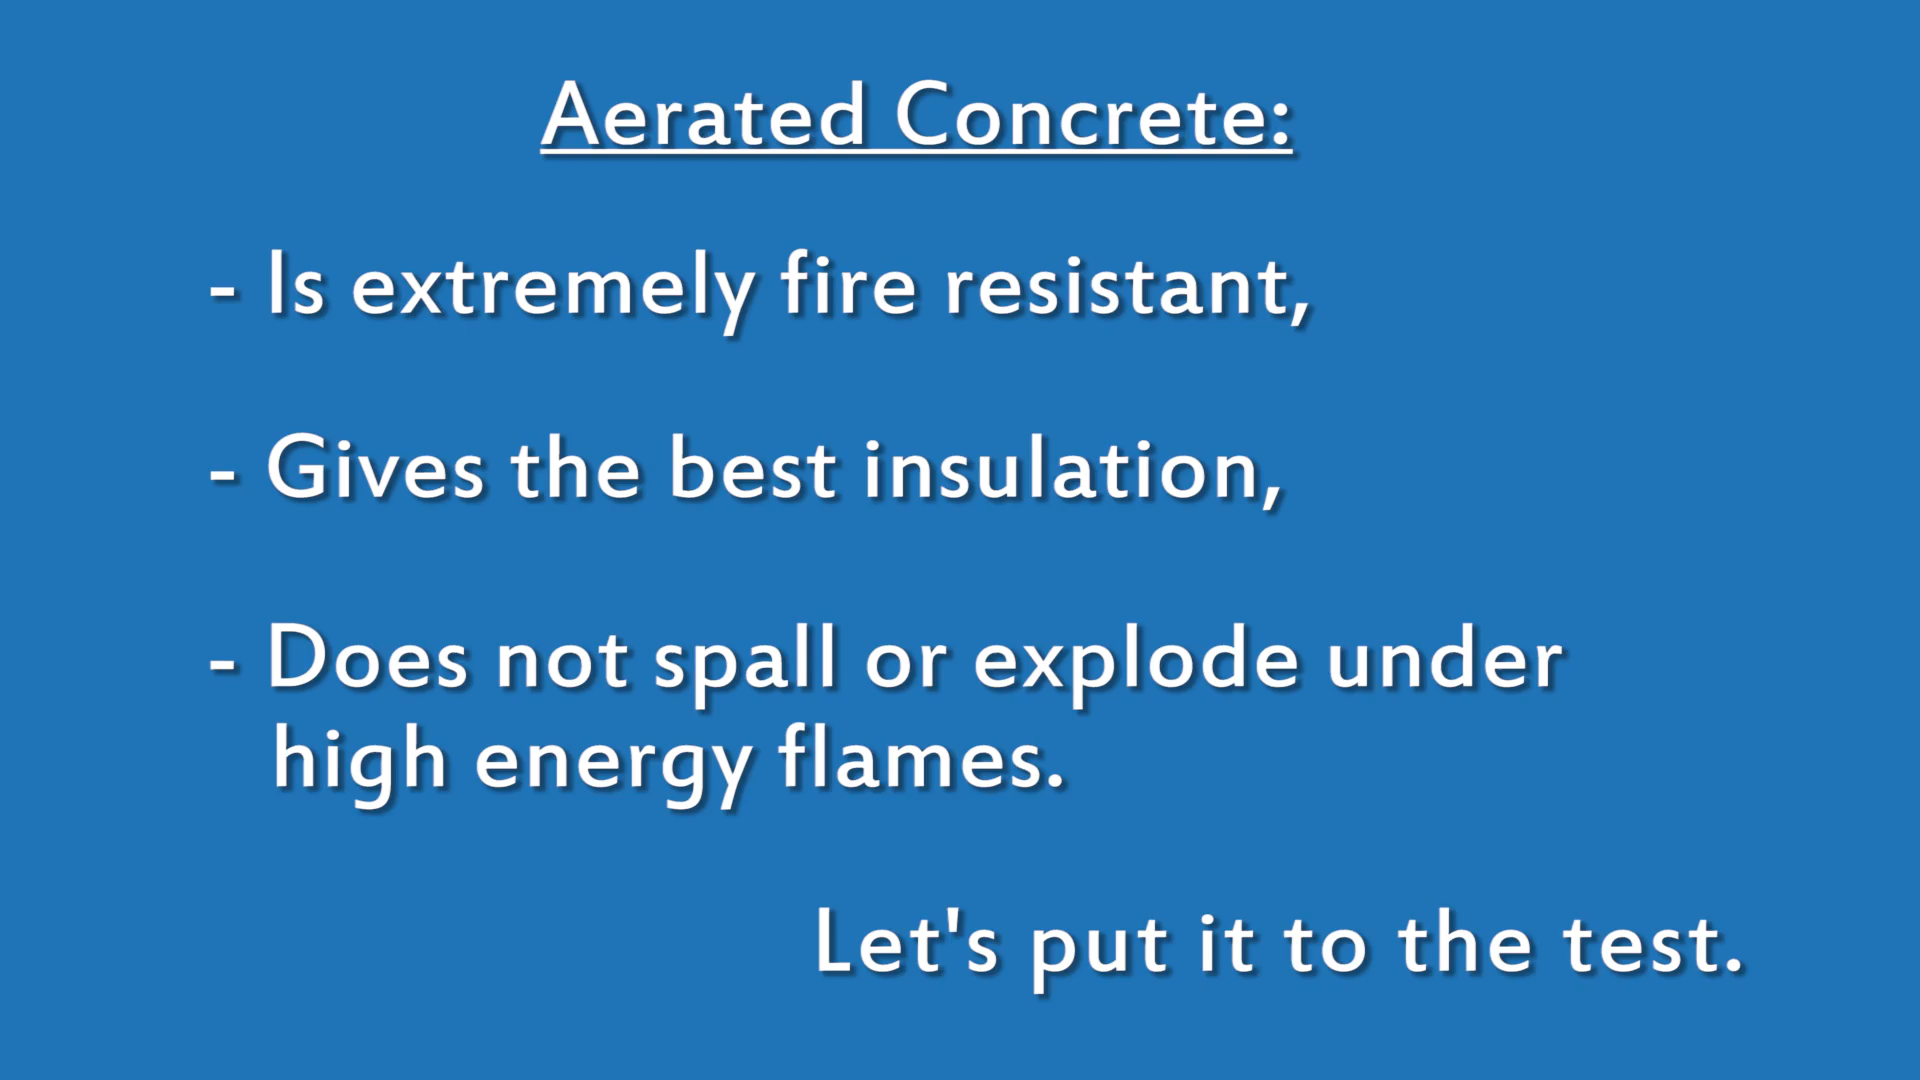 Aerated Concrete:
- Is extremely fire resistant,
- Gives the best insulation,
- Does not spall or explode under
high energy flames.
Let's put it to the test.